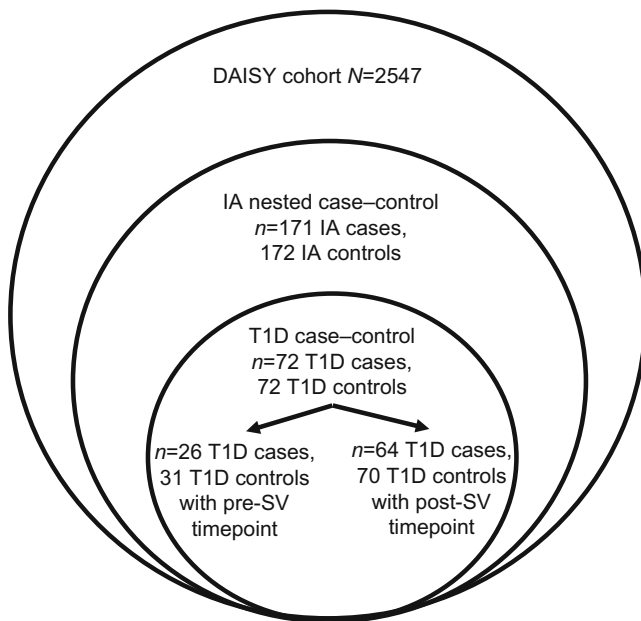 DAISY cohort N=2547
IA nested case–control
n=171 IA cases,
172 IA controls
T1D case–control
n=72 T1D cases,
72 T1D controls
n=26 T1D cases,
31 T1D controls
with pre-SV
timepoint
n=64 T1D cases,
70 T1D controls
with post-SV
timepoint